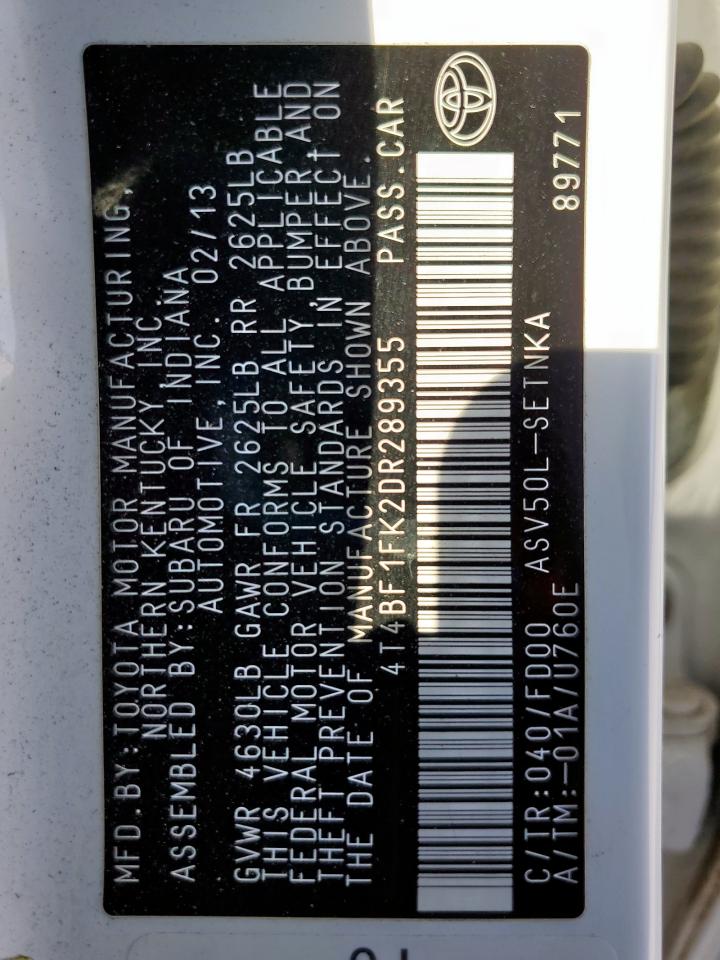 MFD.BY:TOYOTA MOTOR MANUFACTURING,
NORTHERN KENTUCKY INC.
ASSEMBLED BY:SUBARU OF INDIANA
AUTOMOTIVE,INC. 02/13
GVWR 4630LB GAWR FR 2625LB RR 2625LB
THIS VEHICLE CONFORMS TO ALL APPLICABLE
FEDERAL MOTOR VEHICLE SAFETY,BUMPER AND
THEFT PREVENTION STANDARDS IN EFFECT ON
THE DATE OF MANUFACTURE SHOWN ABOVE.
4T4BF1FK2DR289355 PASS.CAR
C/TR:040/FD00 ASV50L-SETNKA
A/TM:-01A/U760E 89771